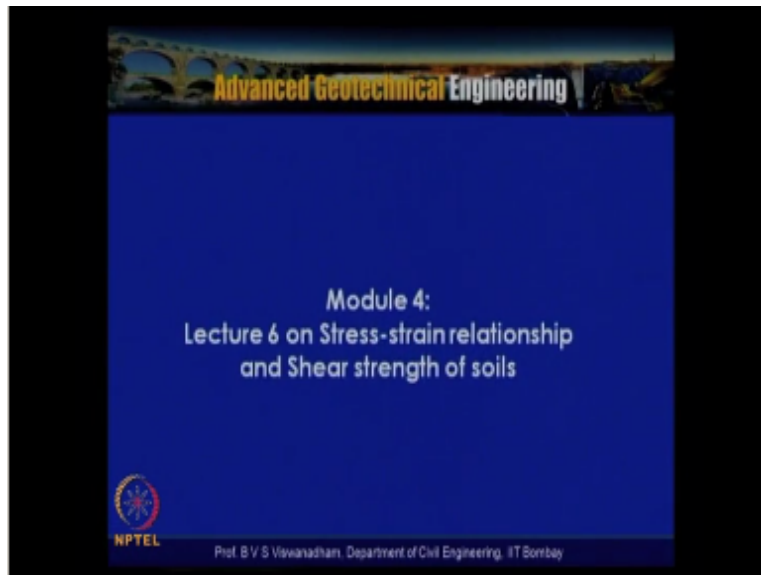 Advanced Geotechnical Engineering
Module 4:
Lecture 6 on Stress-strain relationship
and Shear strength of soils
NPTEL
Prof. B V S Viswanadham, Department of Civil Engineering, IIT Bombay